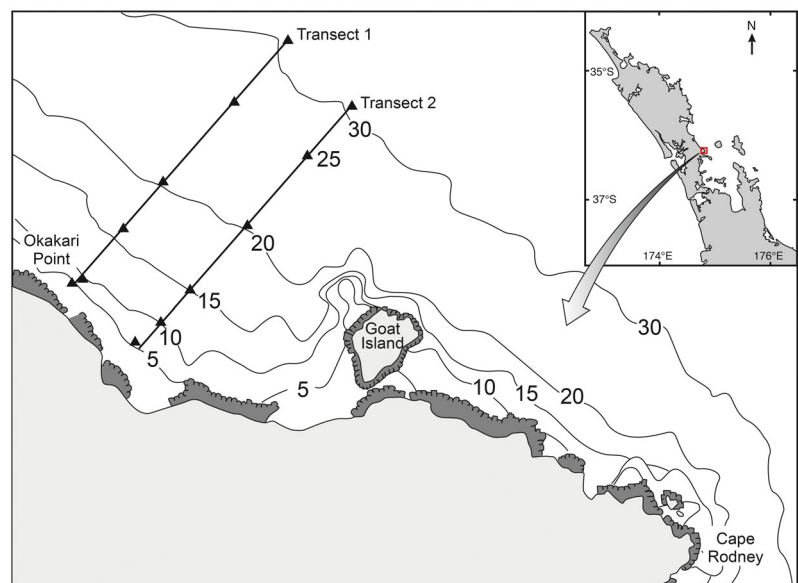 Transect 1
N
35°S
Transect 2
30
25
37°S
20
Okakari
Point
174°E
176°E
15
10
Goat
Island
30
5
5
10
15
20
Cape
Rodney